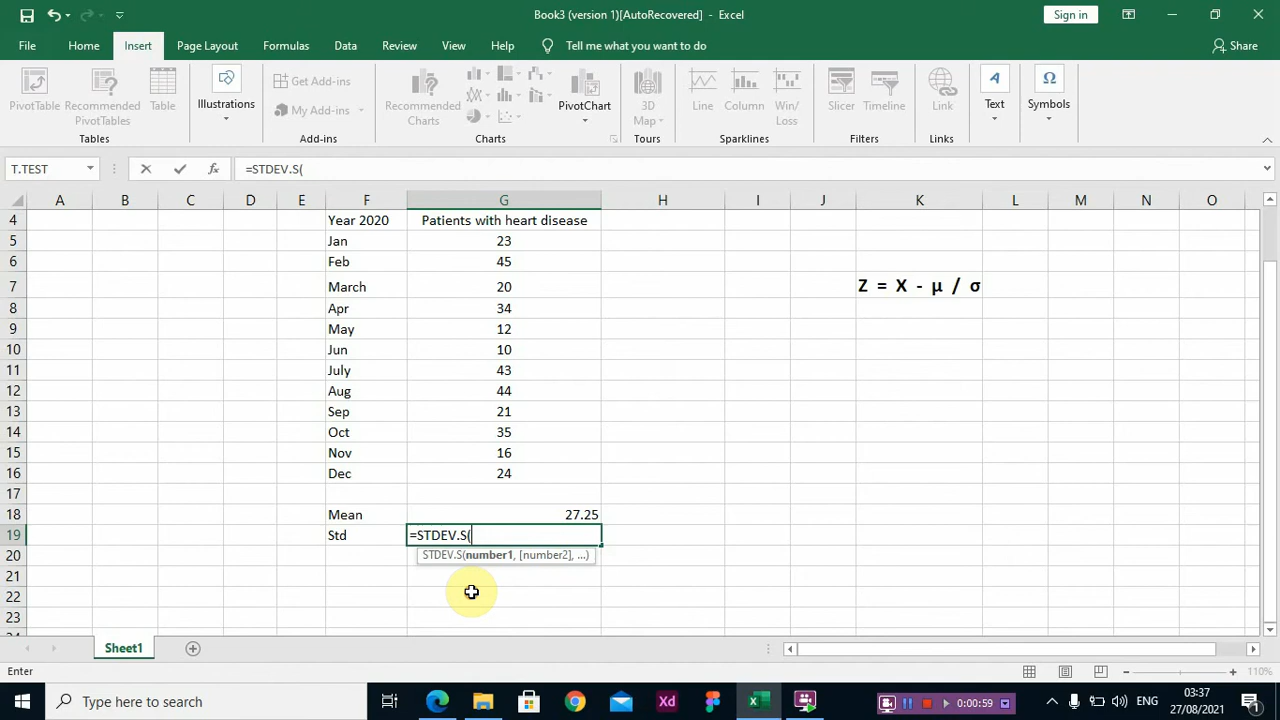 Book3 (version 1)[AutoRecovered] - Excel
Sign in
File Home Insert Page Layout Formulas Data Review View Help Tell me what you want to do Share
PivotTable Recommended PivotTables Table Illustrations Get Add-ins My Add-ins Recommended Charts PivotChart 3D Map Line Column Win/Loss Slicer Timeline Link Text Symbols
Tables Add-ins Charts Tours Sparklines Filters Links
T.TEST fx =STDEV.S(
A B C D E F G H I J K L M N O
4 Year 2020 Patients with heart disease
5 Jan 23
6 Feb 45
7 March 20 Z = X - μ / σ
8 Apr 34
9 May 12
10 Jun 10
11 July 43
12 Aug 44
13 Sep 21
14 Oct 35
15 Nov 16
16 Dec 24
17
18 Mean 27.25
19 Std =STDEV.S(
20 STDEV.S(number1, [number2], ...)
21
22
23
24
Sheet1
Enter 110%
Type here to search Xd 0:00:59 ENG 03:37
27/08/2021 1